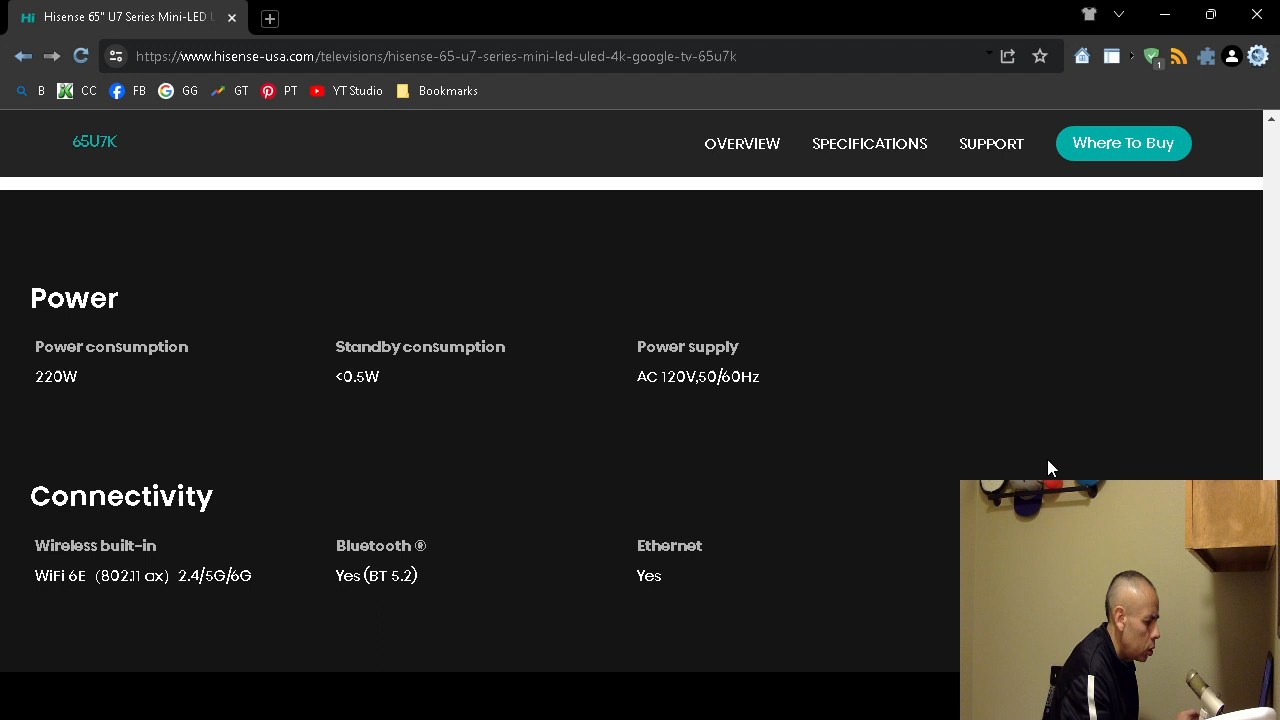 Hi Hisense 65" U7 Series Mini-LED U
https://www.hisense-usa.com/televisions/hisense-65-u7-series-mini-led-uled-4k-google-tv-65u7k
1
B CC FB GG GT PT YT Studio Bookmarks
65U7K OVERVIEW SPECIFICATIONS SUPPORT Where To Buy
Power
Power consumption Standby consumption Power supply
220W <0.5W AC 120V,50/60Hz
Connectivity
Wireless built-in Bluetooth ® Ethernet
WiFi 6E（802.11 ax）2.4/5G/6G Yes (BT 5.2) Yes